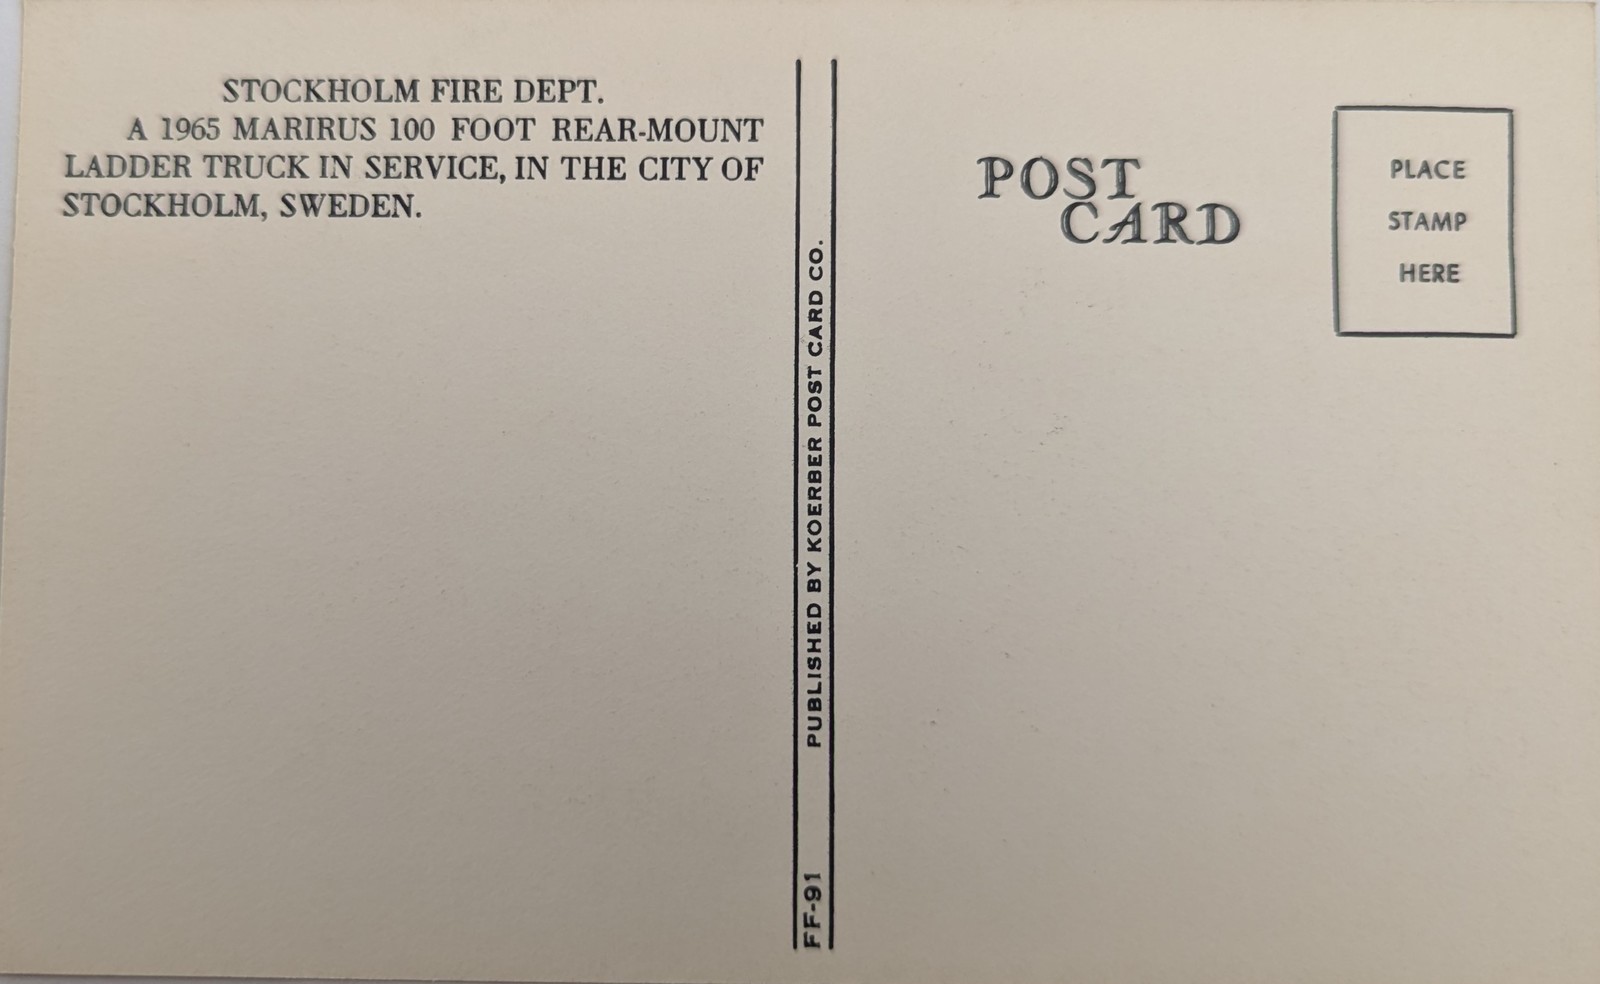 STOCKHOLM FIRE DEPT.
A 1965 MARIRUS 100 FOOT REAR-MOUNT
LADDER TRUCK IN SERVICE, IN THE CITY OF
STOCKHOLM, SWEDEN.
FF-91 PUBLISHED BY KOERBER POST CARD CO.
POST
CARD
PLACE
STAMP
HERE